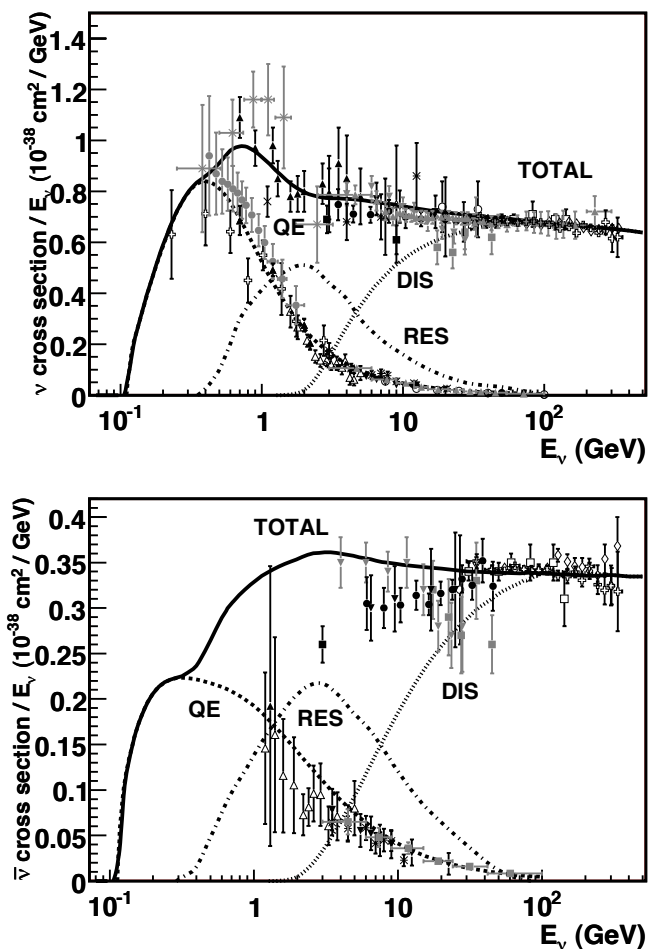 ν cross section / Eν (10⁻³⁸ cm² / GeV)
1.4
1.2
1
0.8
0.6
0.4
0.2
0
TOTAL
QE
DIS
RES
10⁻¹
1
10
10²
Eν (GeV)
ν̅ cross section / Eν (10⁻³⁸ cm² / GeV)
0.4
0.35
0.3
0.25
0.2
0.15
0.1
0.05
0
TOTAL
QE
RES
DIS
10⁻¹
1
10
10²
Eν (GeV)